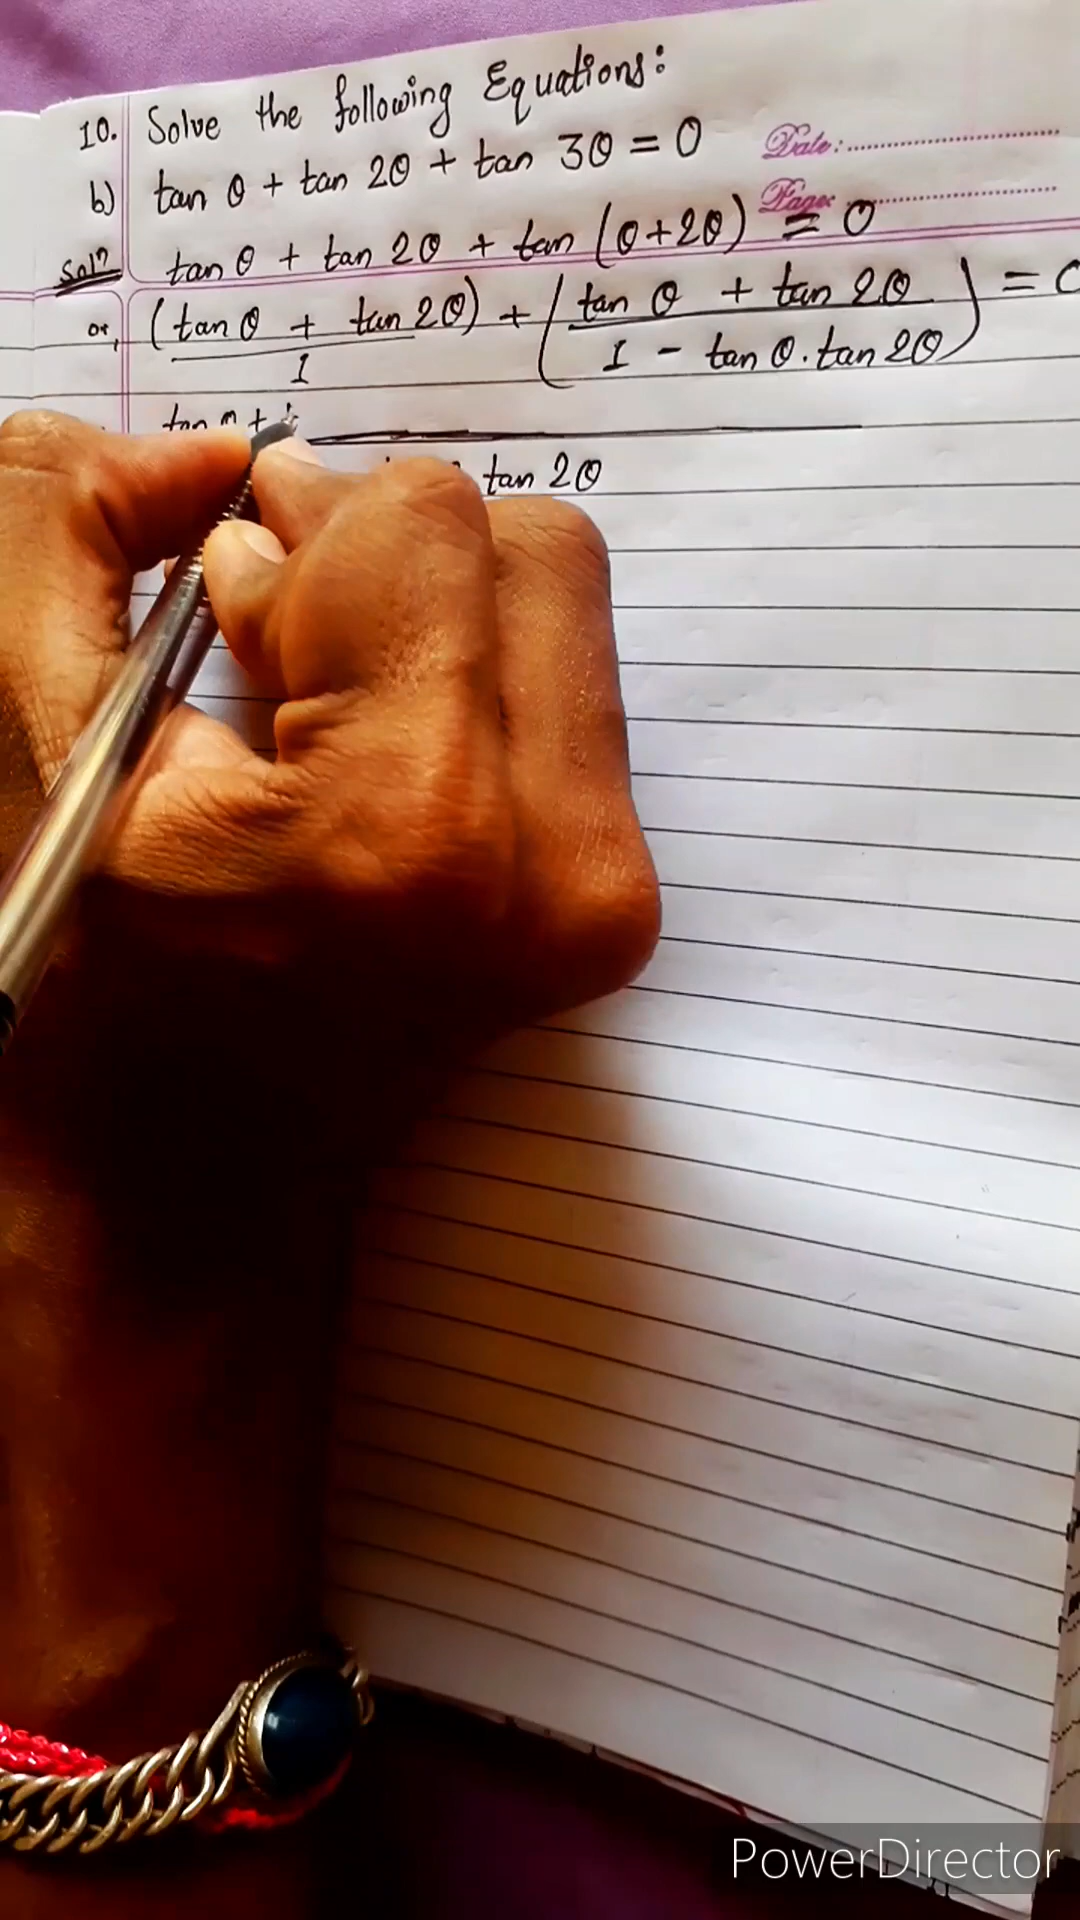 10. Solve the following Equations:
b) tan θ + tan 2θ + tan 3θ = 0
Date:
Page:
Solⁿ tan θ + tan 2θ + tan (θ+2θ) = 0
or, (tan θ + tan 2θ) + (tan θ + tan 2θ) = 0
1 1 - tan θ . tan 2θ
tan θ +
tan 2θ
PowerDirector